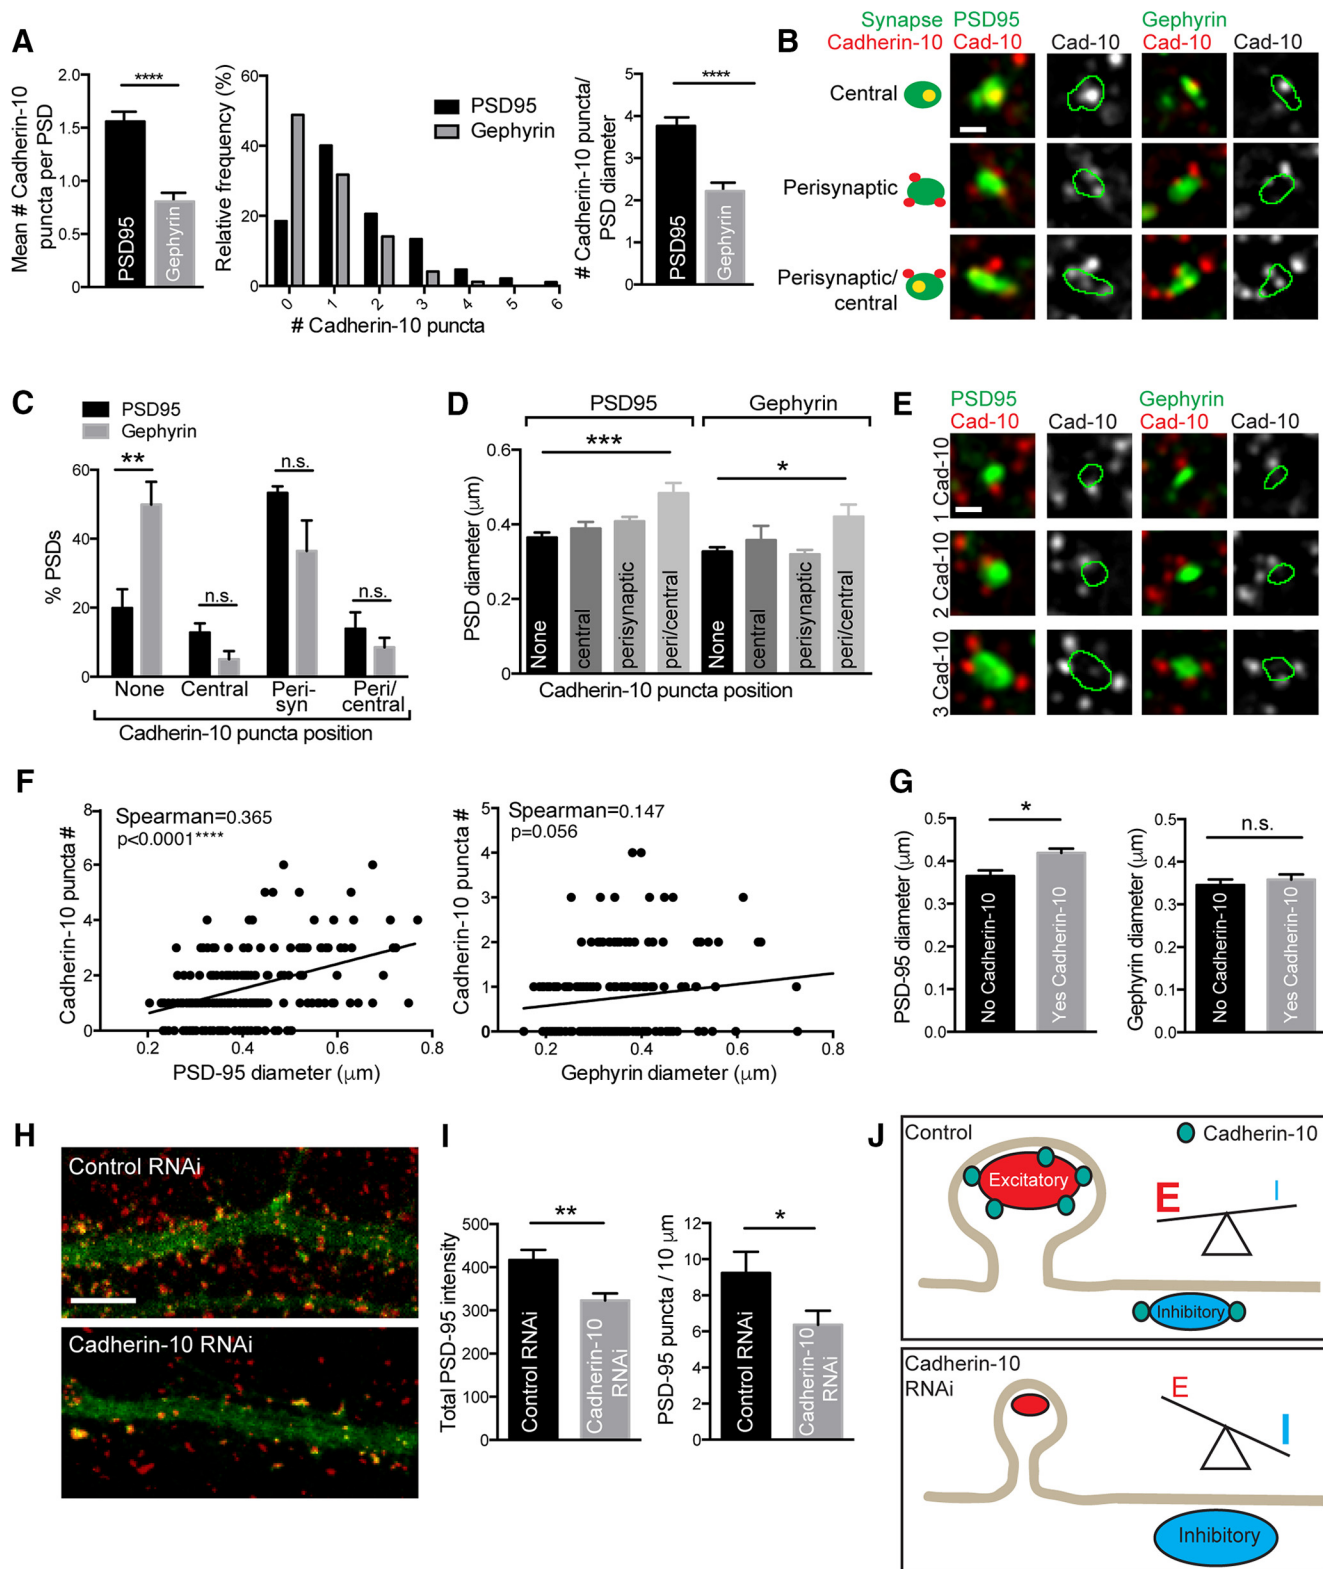 A
Mean # Cadherin-10
puncta per PSD
2.0
1.5
1.0
0.5
0.0
****
PSD95
Gephyrin
Relative frequency (%)
60
40
20
0
PSD95
Gephyrin
0 1 2 3 4 5 6
# Cadherin-10 puncta
# Cadherin-10 puncta/
PSD diameter
5
4
3
2
1
0
****
PSD95
Gephyrin
B
Synapse PSD95 Gephyrin
Cadherin-10 Cad-10 Cad-10 Cad-10 Cad-10
Central
Perisynaptic
Perisynaptic/
central
C
PSD95
Gephyrin
% PSDs
60
40
20
0
**
n.s.
n.s.
n.s.
None Central Peri-
syn Peri/
central
Cadherin-10 puncta position
D
PSD95 Gephyrin
PSD diameter (μm)
0.6
0.4
0.2
0
***
*
None
central
perisynaptic
peri/central
None
central
perisynaptic
peri/central
Cadherin-10 puncta position
E
PSD95 Gephyrin
Cad-10 Cad-10 Cad-10 Cad-10
1 Cad-10
2 Cad-10
3 Cad-10
F
Cadherin-10 puncta #
8
6
4
2
0
Spearman=0.365
p<0.0001****
0.2 0.4 0.6 0.8
PSD-95 diameter (μm)
Cadherin-10 puncta #
5
4
3
2
1
0
Spearman=0.147
p=0.056
0.2 0.4 0.6 0.8
Gephyrin diameter (μm)
G
PSD-95 diameter (μm)
0.5
0.4
0.3
0.2
0.1
0.0
*
No Cadherin-10
Yes Cadherin-10
Gephyrin diameter (μm)
0.5
0.4
0.3
0.2
0.1
0.0
n.s.
No Cadherin-10
Yes Cadherin-10
H
Control RNAi
Cadherin-10 RNAi
I
Total PSD-95 intensity
500
400
300
200
100
0
**
Control RNAi
Cadherin-10
RNAi
PSD-95 puncta / 10 μm
12
10
8
6
4
2
0
*
Control RNAi
Cadherin-10
RNAi
J
Control Cadherin-10
Excitatory
E I
Inhibitory
Cadherin-10
RNAi
E
I
Inhibitory